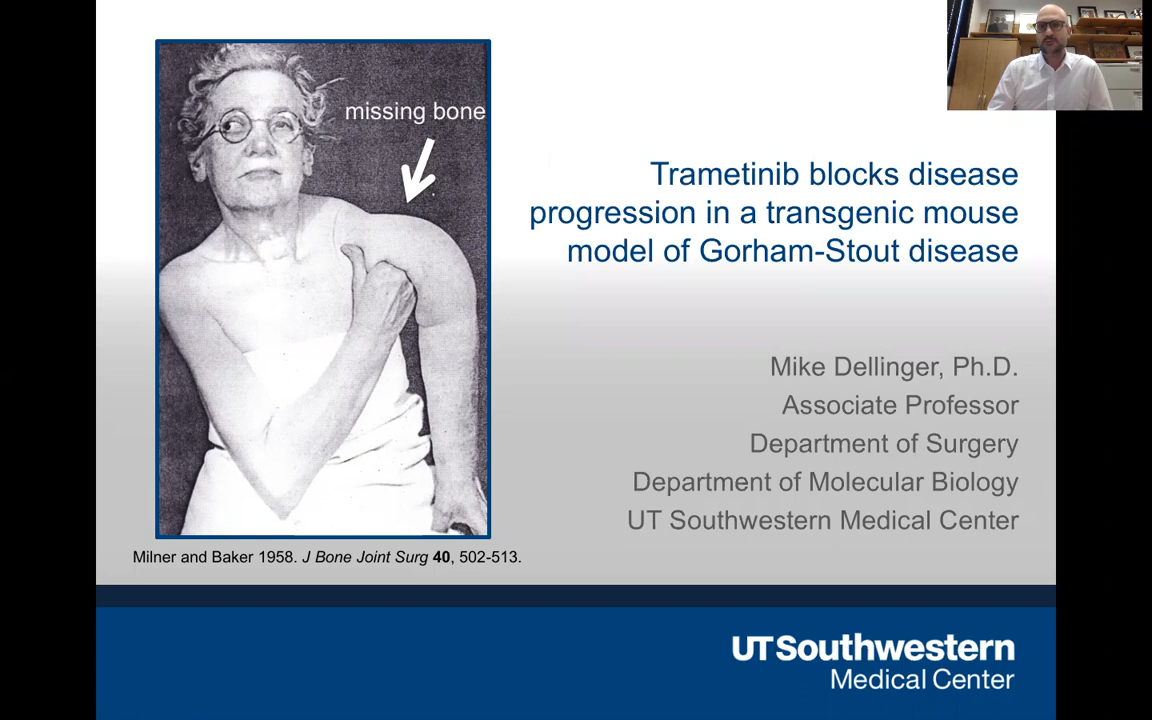 missing bone
Trametinib blocks disease
progression in a transgenic mouse
model of Gorham-Stout disease
Mike Dellinger, Ph.D.
Associate Professor
Department of Surgery
Department of Molecular Biology
UT Southwestern Medical Center
Milner and Baker 1958. J Bone Joint Surg 40, 502-513.
UT Southwestern
Medical Center